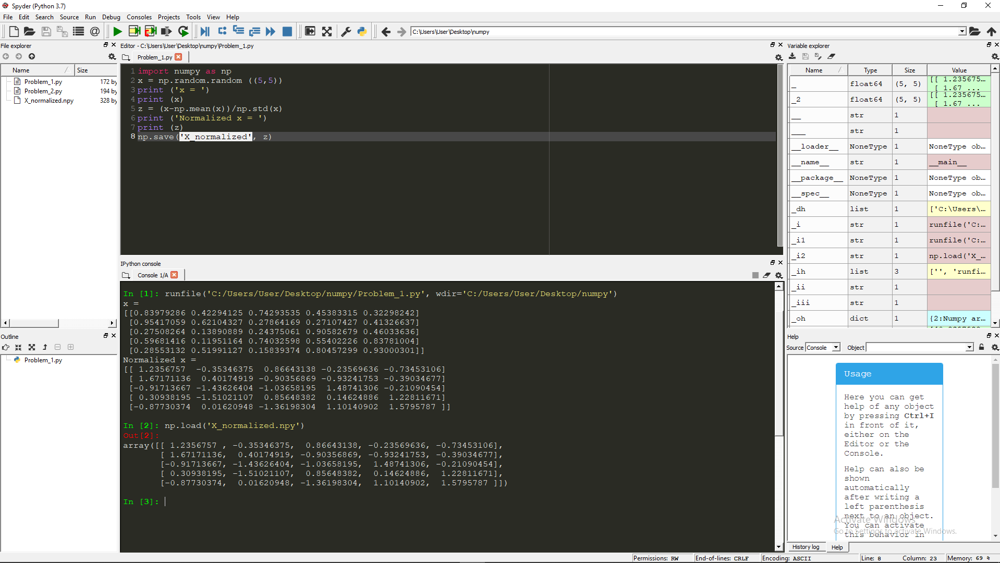 Spyder (Python 3.7)
File Edit Search Source Run Debug Consoles Projects Tools View Help
C:\Users\User\Desktop\numpy
File explorer
Name Size
Problem_1.py 172 by
Problem_2.py 194 by
X_normalized.npy 328 by
Outline
Problem_1.py
Editor - C:\Users\User\Desktop\numpy\Problem_1.py
Problem_1.py
1 import numpy as np
2 x = np.random.random ((5,5))
3 print ('x = ')
4 print (x)
5 z = (x-np.mean(x))/np.std(x)
6 print ('Normalized x = ')
7 print (z)
8 np.save('X_normalized', z)
IPython console
Console 1/A
In [1]: runfile('C:/Users/User/Desktop/numpy/Problem_1.py', wdir='C:/Users/User/Desktop/numpy')
x =
[[0.83979286 0.42294125 0.74293535 0.45383315 0.32298242]
[0.95417059 0.62104327 0.27864169 0.27107427 0.41326637]
[0.27508264 0.13890889 0.24375061 0.90582679 0.46033636]
[0.59681416 0.11951164 0.74032598 0.55402226 0.83781004]
[0.28553132 0.51991127 0.15839374 0.80457299 0.93000301]]
Normalized x =
[[ 1.2356757 -0.35346375 0.86643138 -0.23569636 -0.73453106]
[ 1.67171136 0.40174919 -0.90356869 -0.93241753 -0.39034677]
[-0.91713667 -1.43626404 -1.03658195 1.48741306 -0.21090454]
[ 0.30938195 -1.51021107 0.85648382 0.14624886 1.22811671]
[-0.87730374 0.01620948 -1.36198304 1.10140902 1.5795787 ]]
In [2]: np.load('X_normalized.npy')
Out[2]:
array([[ 1.2356757 , -0.35346375, 0.86643138, -0.23569636, -0.73453106],
[ 1.67171136, 0.40174919, -0.90356869, -0.93241753, -0.39034677],
[-0.91713667, -1.43626404, -1.03658195, 1.48741306, -0.21090454],
[ 0.30938195, -1.51021107, 0.85648382, 0.14624886, 1.22811671],
[-0.87730374, 0.01620948, -1.36198304, 1.10140902, 1.5795787 ]])
In [3]:
Variable explorer
Name Type Size Value
_ float64 (5, 5) [[ 1.235675...
[ 1.67 ...
_2 float64 (5, 5) [[ 1.235675...
[ 1.67 ...
__ str 1
___ str 1
__loader__ NoneType 1 NoneType ob...
__name__ str 1 __main__
__package__ NoneType 1 NoneType ob...
__spec__ NoneType 1 NoneType ob...
_dh list 1 ['C:\Users\...
_i str 1 runfile('C:...
_i1 str 1 runfile('C:...
_i2 str 1 np.load('X_...
_ih list 3 ['', 'runfi...
_ii str 1
_iii str 1
_oh dict 1 {2:Numpy ar...
Help
Source Console Object
Usage
Here you can get
help of any object
by pressing Ctrl+I
in front of it,
either on the
Editor or the
Console.
Help can also be
shown
automatically
after writing a
left parenthesis
next to an object.
You can activate
this behavior in
Activate Windows
Go to Settings to activate Windows.
History log Help
Permissions: RW End-of-lines: CRLF Encoding: ASCII Line: 8 Column: 23 Memory: 69 %